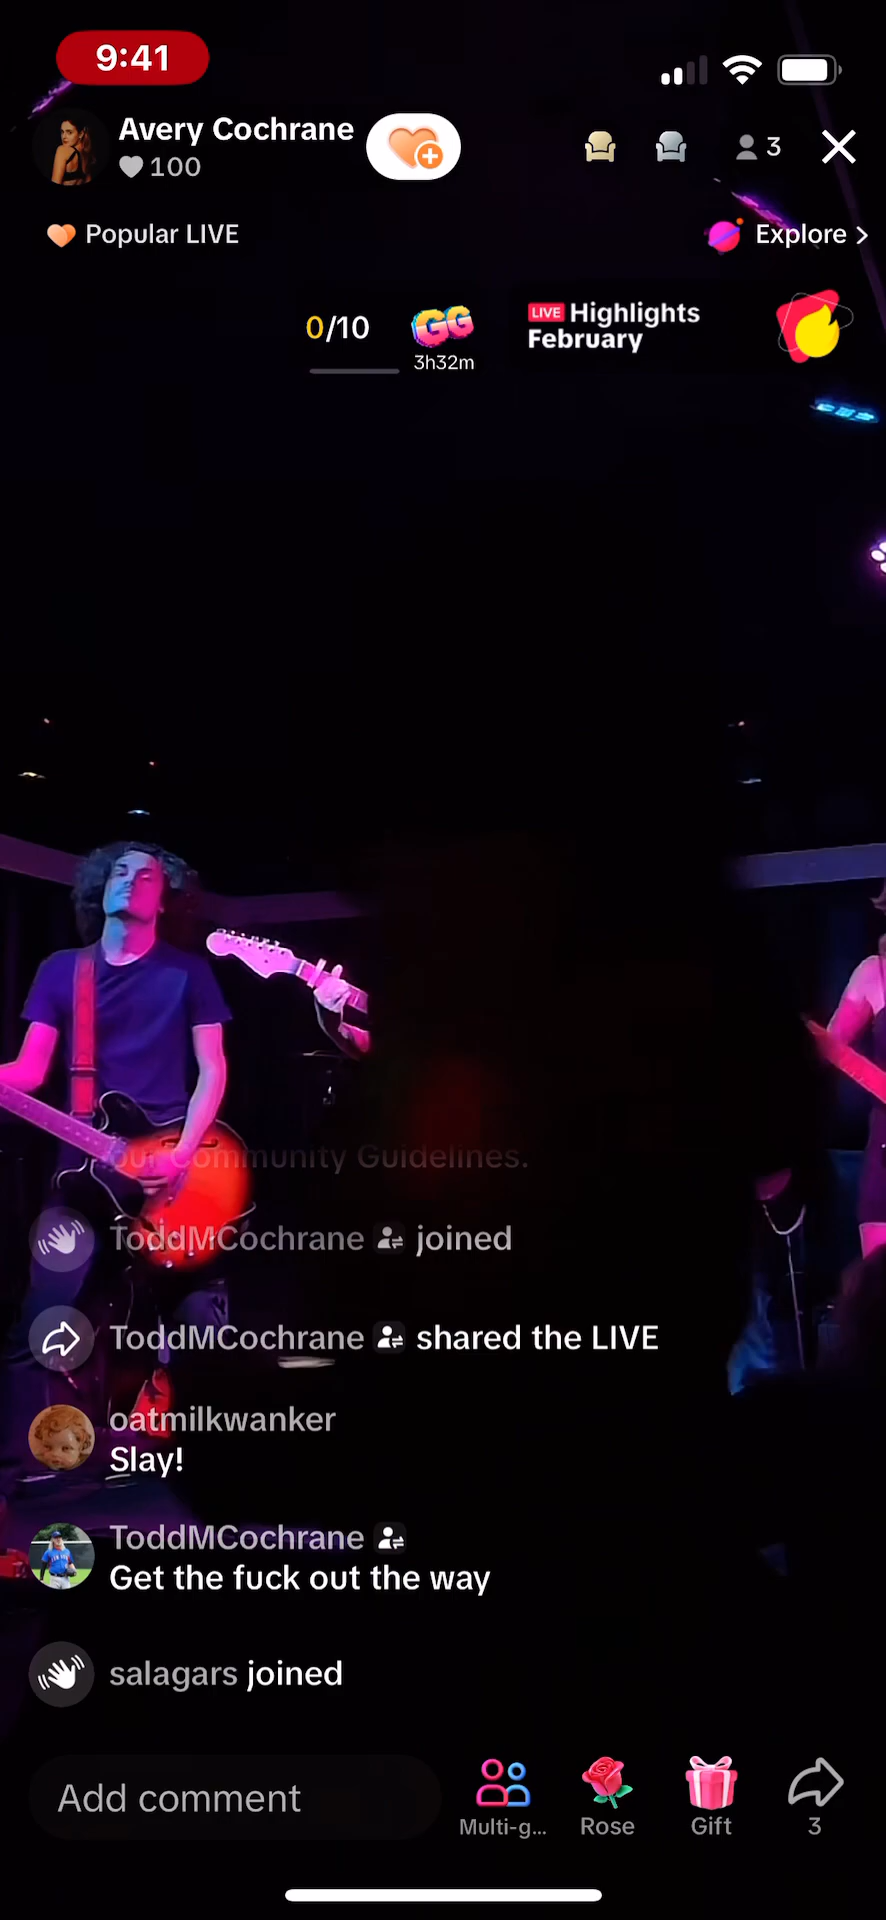 9:41
Avery Cochrane
100
3
Popular LIVE
Explore >
0/10
GG
3h32m
LIVE Highlights
February
our Community Guidelines.
ToddMCochrane joined
ToddMCochrane shared the LIVE
oatmilkwanker
Slay!
ToddMCochrane
Get the fuck out the way
salagars joined
Add comment
Multi-g...
Rose
Gift
3